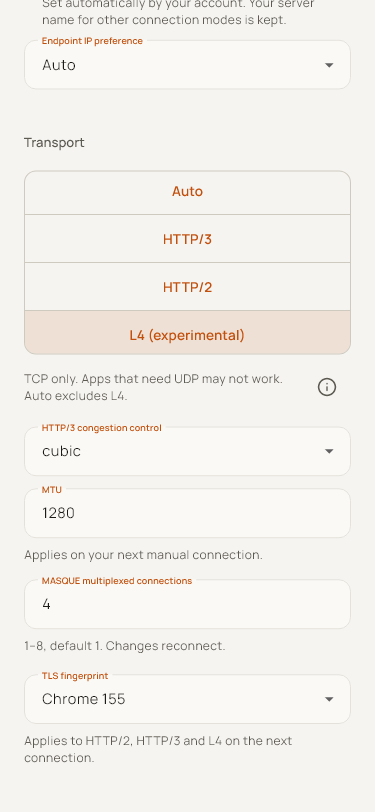 Set automatically by your account. Your server
name for other connection modes is kept.
Endpoint IP preference
Auto
Transport
Auto
HTTP/3
HTTP/2
L4 (experimental)
TCP only. Apps that need UDP may not work.
Auto excludes L4.
HTTP/3 congestion control
cubic
MTU
1280
Applies on your next manual connection.
MASQUE multiplexed connections
4
1–8, default 1. Changes reconnect.
TLS fingerprint
Chrome 155
Applies to HTTP/2, HTTP/3 and L4 on the next
connection.